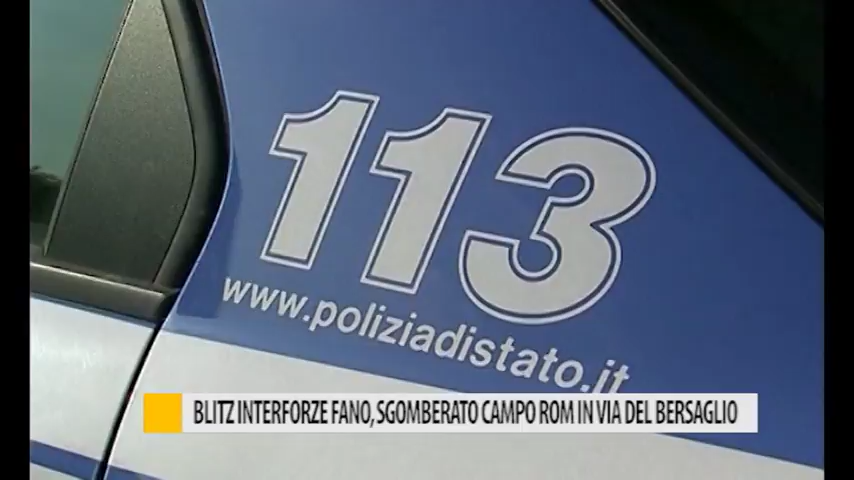 113
www.poliziadistato.it
BLITZ INTERFORZE FANO, SGOMBERATO CAMPO ROM IN VIA DEL BERSAGLIO